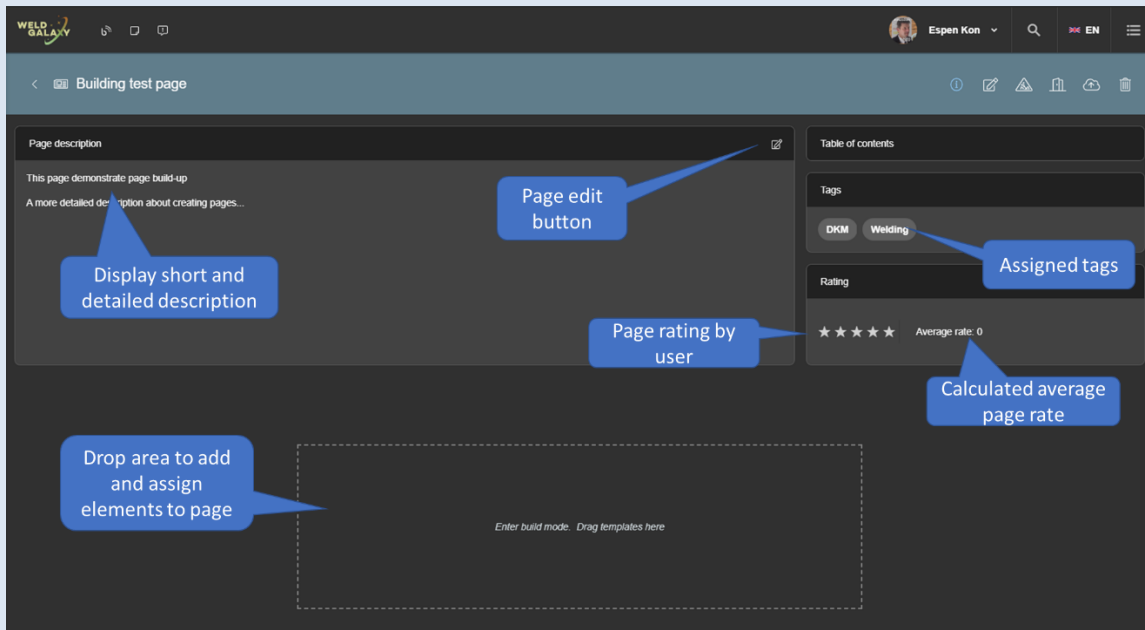 WELD
GALAXY
Espen Kon
EN
Building test page
Page description
Table of contents
This page demonstrate page build-up
A more detailed description about creating pages...
Page edit
button
Tags
DKM Welding
Display short and
detailed description
Assigned tags
Rating
Page rating by
user
Average rate: 0
Calculated average
page rate
Drop area to add
and assign
elements to page
Enter build mode. Drag templates here